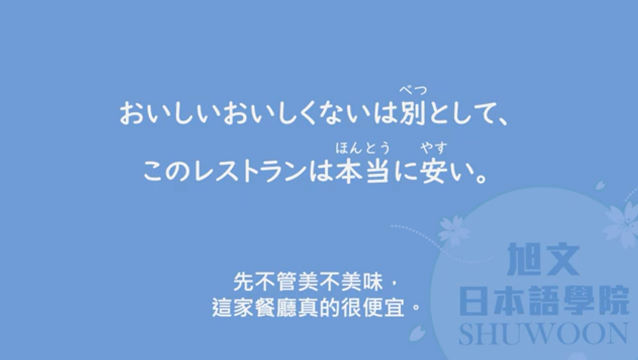 べつ
おいしいおいしくないは別として、
ほんとう やす
このレストランは本当に安い。
先不管美不美味，
這家餐廳真的很便宜。
旭文
日本語學院
SHUWOON